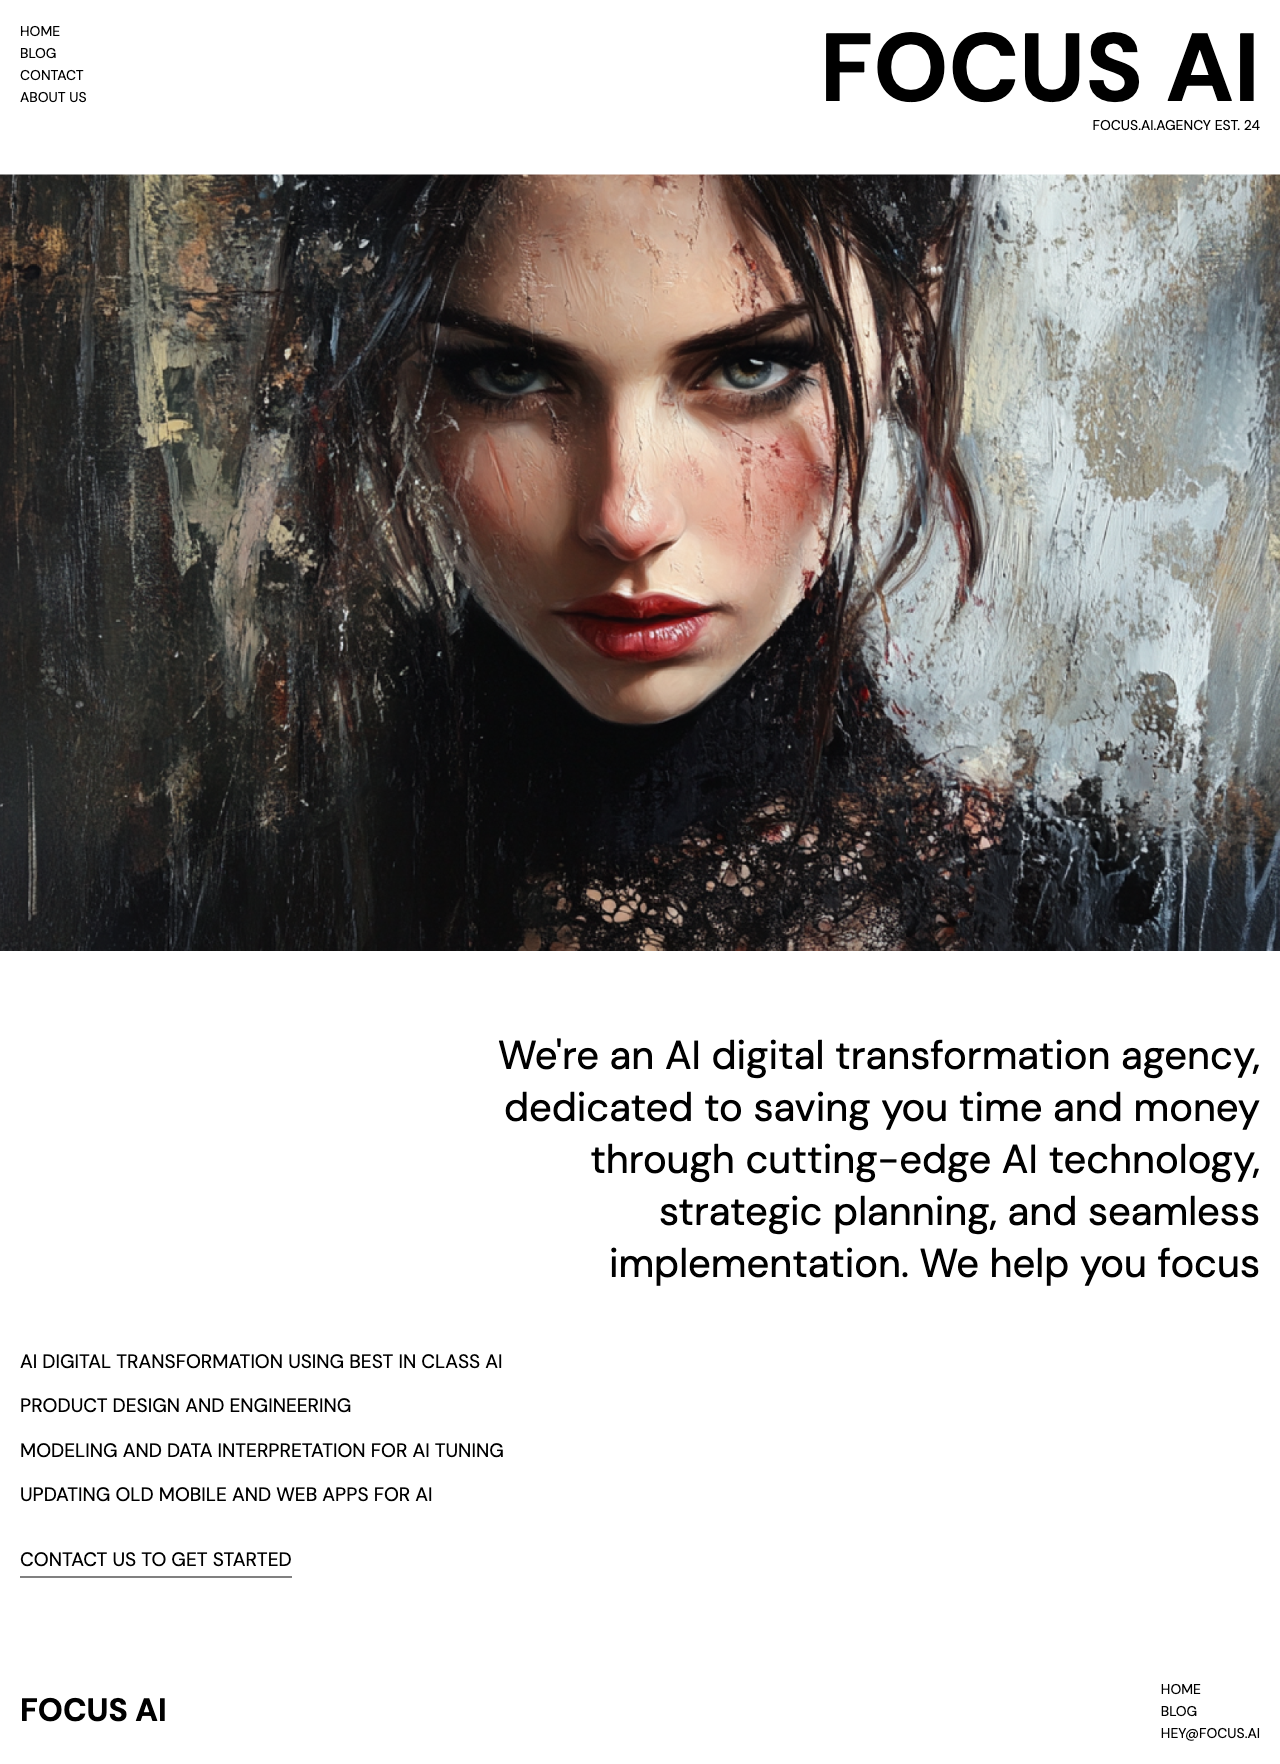 HOME
BLOG
CONTACT
ABOUT US
FOCUS AI
FOCUS.AI.AGENCY EST. 24
We're an AI digital transformation agency,
dedicated to saving you time and money
through cutting-edge AI technology,
strategic planning, and seamless
implementation. We help you focus
AI DIGITAL TRANSFORMATION USING BEST IN CLASS AI
PRODUCT DESIGN AND ENGINEERING
MODELING AND DATA INTERPRETATION FOR AI TUNING
UPDATING OLD MOBILE AND WEB APPS FOR AI
CONTACT US TO GET STARTED
FOCUS AI
HOME
BLOG
HEY@FOCUS.AI